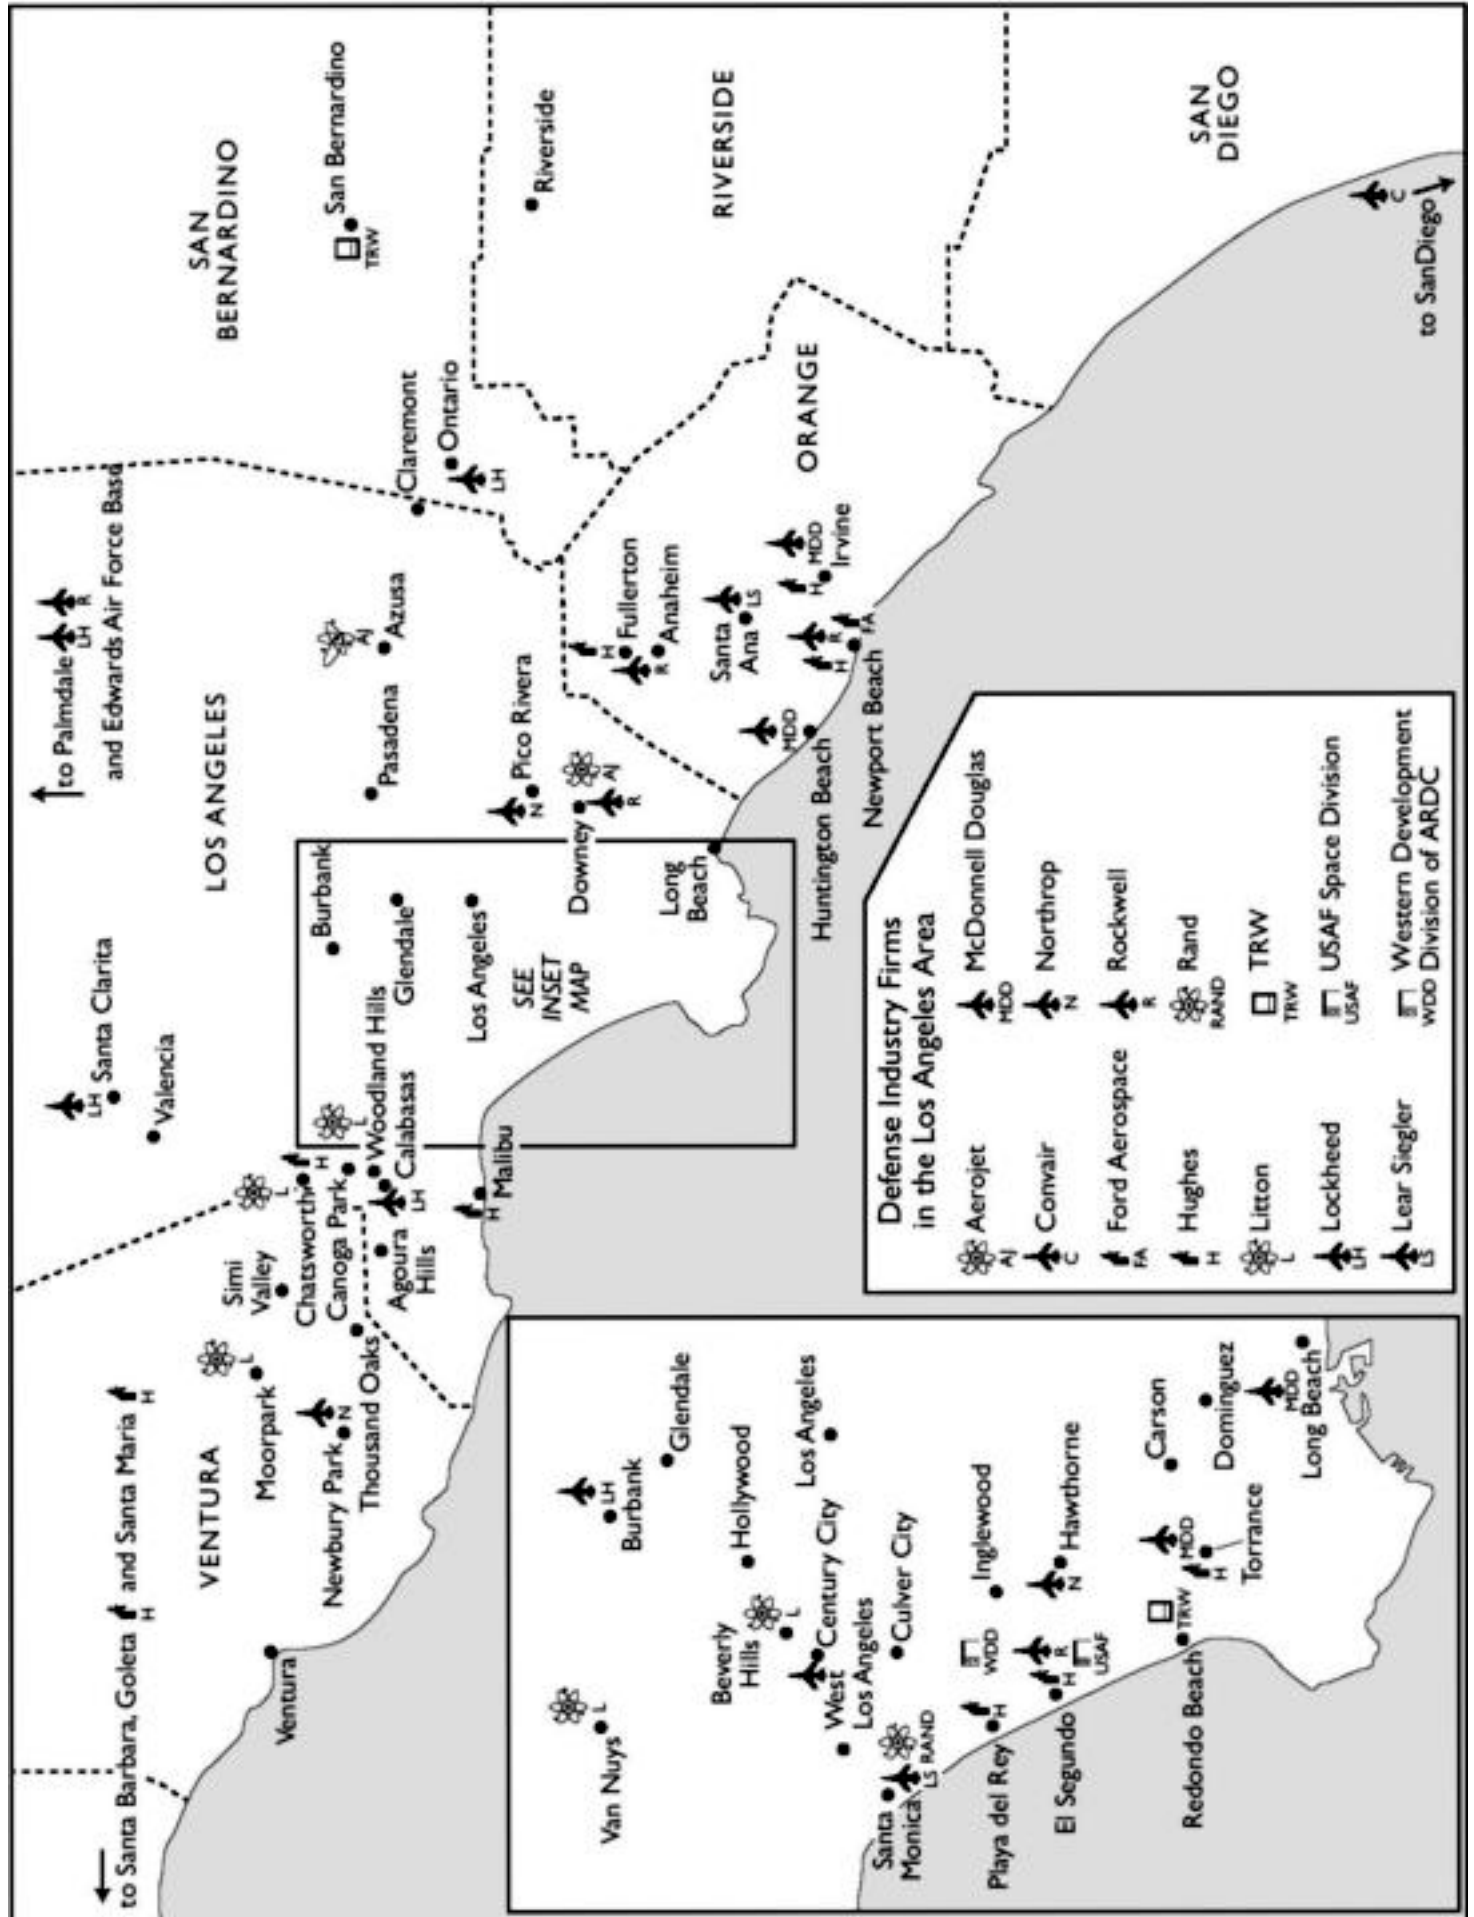 to Santa Barbara, Goleta
H
and Santa Maria
H
to Palmdale
LH
R
and Edwards Air Force Base
VENTURA
LOS ANGELES
SAN
BERNARDINO
Ventura
Moorpark
L
Newbury Park
N
Thousand Oaks
Simi
Valley
L
Chatsworth
H
Canoga Park
L
Woodland Hills
Calabasas
LH
Agoura
Hills
Malibu
H
LH
Santa Clarita
Valencia
Burbank
Glendale
Los Angeles
SEE
INSET
MAP
Long
Beach
Pasadena
AJ
Azusa
Claremont
Ontario
LH
San Bernardino
TRW
Riverside
RIVERSIDE
Pico Rivera
N
Downey
AJ
R
H
Fullerton
Anaheim
R
Santa
Ana
LS
ORANGE
MDD
Irvine
H
MDD
Huntington Beach
H
R
FA
Newport Beach
SAN
DIEGO
C
to SanDiego
Van Nuys
L
LH
Burbank
Glendale
Hollywood
Beverly
Hills
L
Century City
Los Angeles
West
Los Angeles
Culver City
Santa
Monica
LS
RAND
Playa del Rey
H
WDD
Inglewood
El Segundo
H
R
USAF
N
Hawthorne
Redondo Beach
TRW
H
MDD
Torrance
Carson
Dominguez
MDD
Long Beach
Defense Industry Firms
in the Los Angeles Area
AJ
Aerojet
C
Convair
FA
Ford Aerospace
H
Hughes
L
Litton
LH
Lockheed
LS
Lear Siegler
MDD
McDonnell Douglas
N
Northrop
R
Rockwell
RAND
Rand
TRW
TRW
USAF
USAF Space Division
Western Development
WDD
Division of ARDC